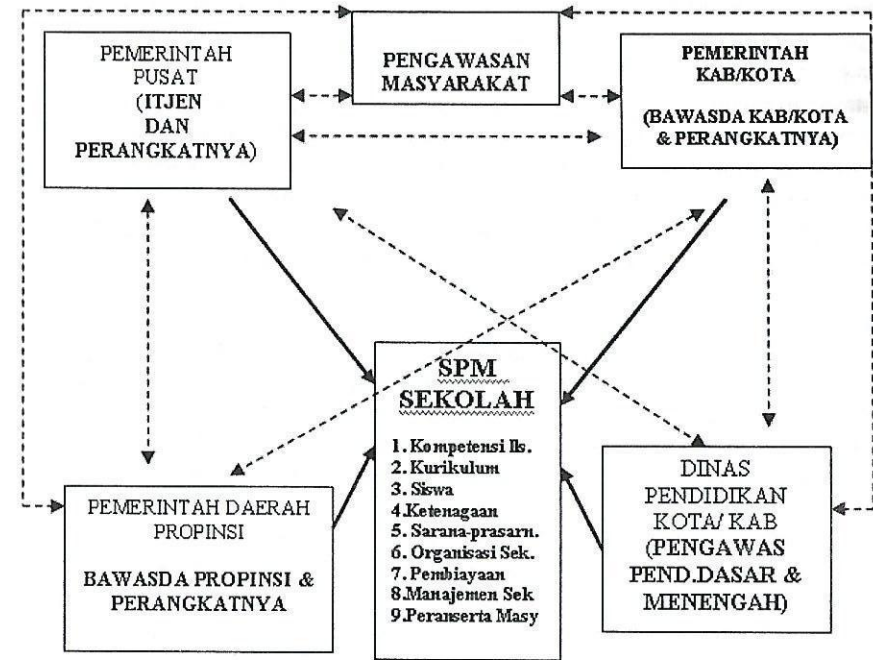 PEMERINTAH
PUSAT
(ITJEN
DAN
PERANGKATNYA)
PENGAWASAN
MASYARAKAT
PEMERINTAH
KAB/KOTA
(BAWASDA KAB/KOTA
& PERANGKATNYA)
SPM
SEKOLAH
1. Kompetensi lls.
2. Kurikulum
3. Siswa
4.Ketenagaan
5. Sarana-prasarn.
6. Organisasi Sek.
7. Pembiayaan
8.Manajemen Sek
9.Peranserta Masy
PEMERINTAH DAERAH
PROPINSI
BAWASDA PROPINSI &
PERANGKATNYA
DINAS
PENDIDIKAN
KOTA/ KAB
(PENGAWAS
PEND.DASAR &
MENENGAH)